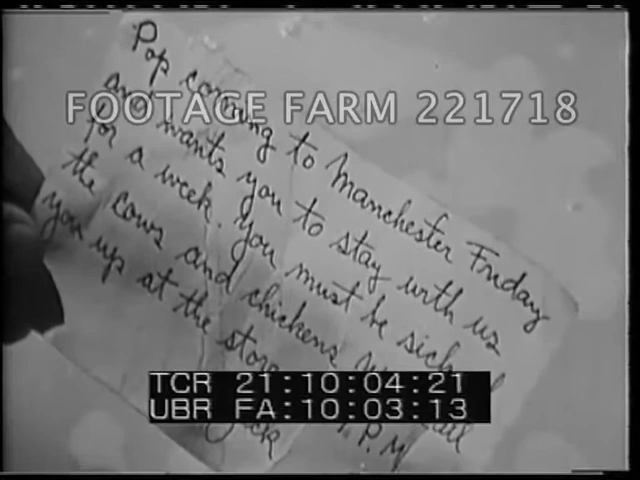 FOOTAGE FARM 221718
Pop coming to Manchester Friday
and wants you to stay with us
for a week. You must be sick of
the cows and chickens
you up at the store P.M
TCR 21:10:04:21
UBR FA:10:03:13